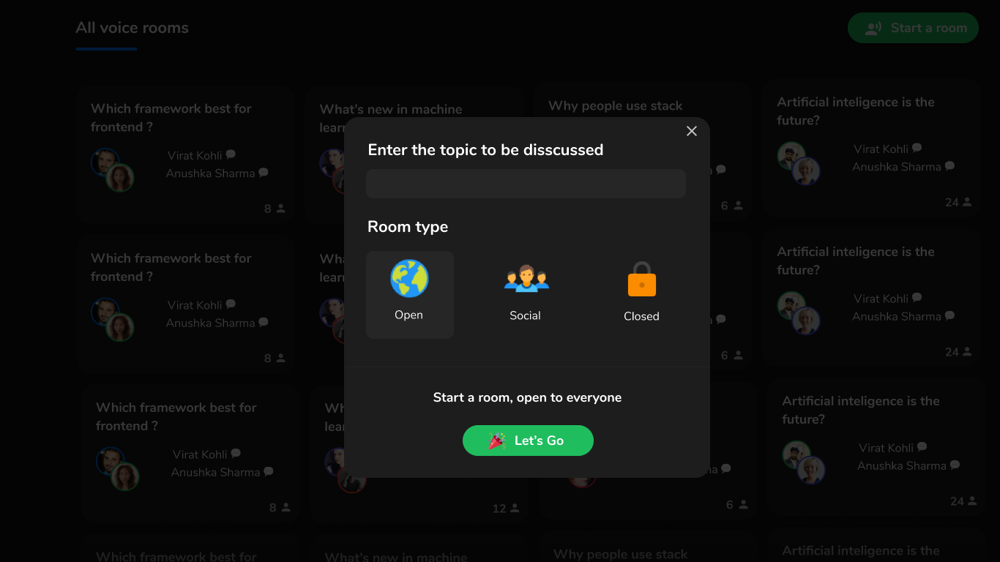 All voice rooms
Start a room
Which framework best for
frontend ?
Virat Kohli
Anushka Sharma
8
What's new in machine
learn
Why people use stack
a
6
Artificial inteligence is the
future?
Virat Kohli
Anushka Sharma
24
Enter the topic to be disscussed
Room type
Open
Social
Closed
Start a room, open to everyone
Let's Go
Which framework best for
frontend ?
Virat Kohli
Anushka Sharma
8
Wha
learn
a
6
Artificial inteligence is the
future?
Virat Kohli
Anushka Sharma
24
Which framework best for
frontend ?
Virat Kohli
Anushka Sharma
8
Wh
lea
12
na
6
Artificial inteligence is the
future?
Virat Kohli
Anushka Sharma
24
Which framework best for
What's new in machine
Why people use stack
Artificial inteligence is the